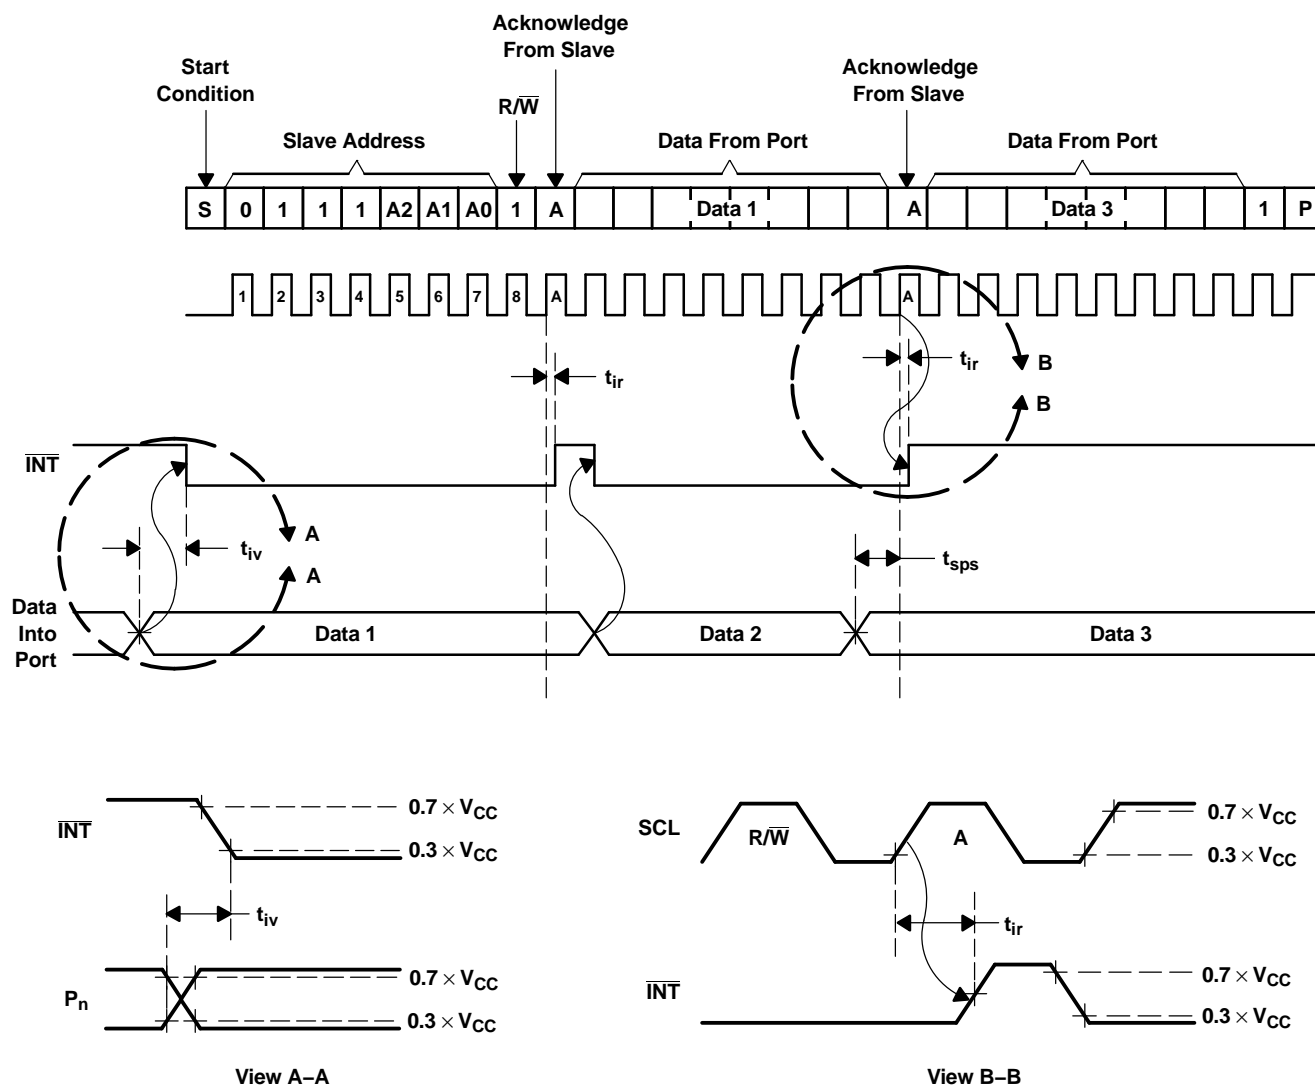 Acknowledge
From Slave
Start
Condition
R/W̅
Acknowledge
From Slave
Slave Address
Data From Port
Data From Port
S 0 1 1 1 A2 A1 A0 1 A Data 1 A Data 3 1 P
1 2 3 4 5 6 7 8 A A
t_ir
t_ir
B
B
I̅N̅T̅
A
t_iv
A
t_sps
Data
Into
Port
Data 1
Data 2
Data 3
I̅N̅T̅
0.7 × V_CC
0.3 × V_CC
t_iv
P_n
0.7 × V_CC
0.3 × V_CC
View A–A
SCL
R/W̅
A
0.7 × V_CC
0.3 × V_CC
t_ir
I̅N̅T̅
0.7 × V_CC
0.3 × V_CC
View B–B